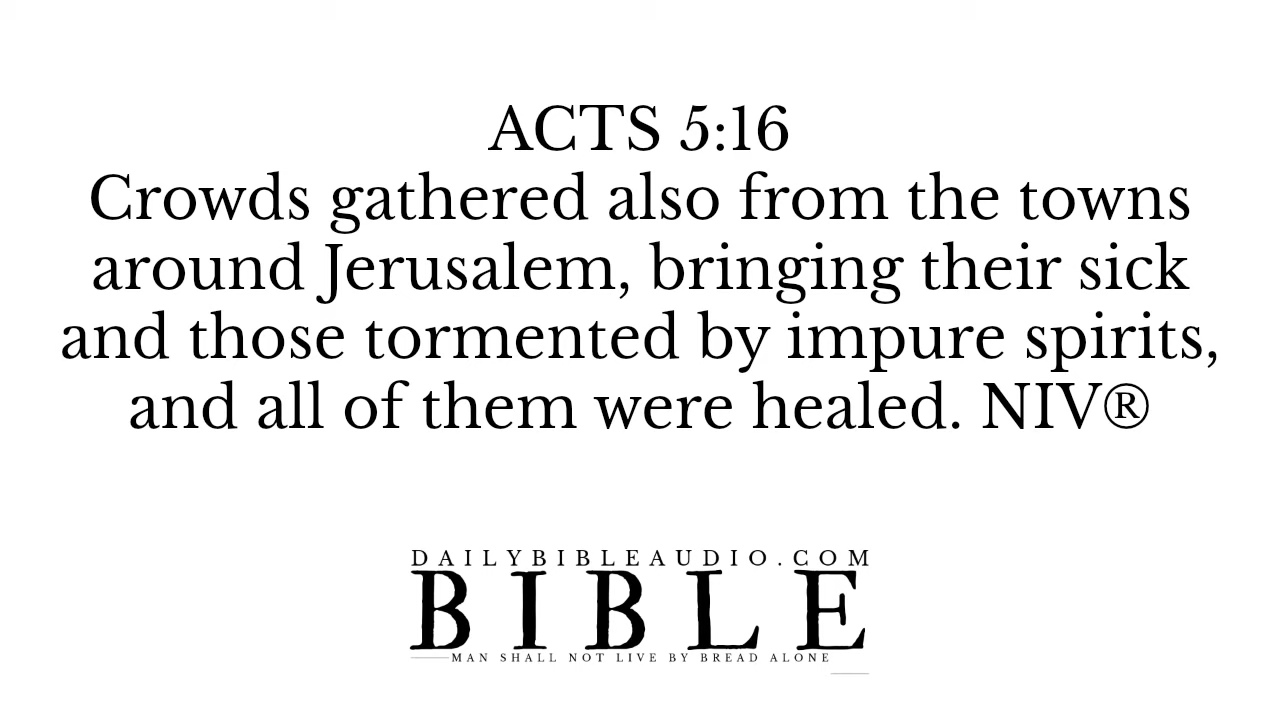 ACTS 5:16
Crowds gathered also from the towns
around Jerusalem, bringing their sick
and those tormented by impure spirits,
and all of them were healed. NIV®
DAILYBIBLEAUDIO.COM
BIBLE
MAN SHALL NOT LIVE BY BREAD ALONE